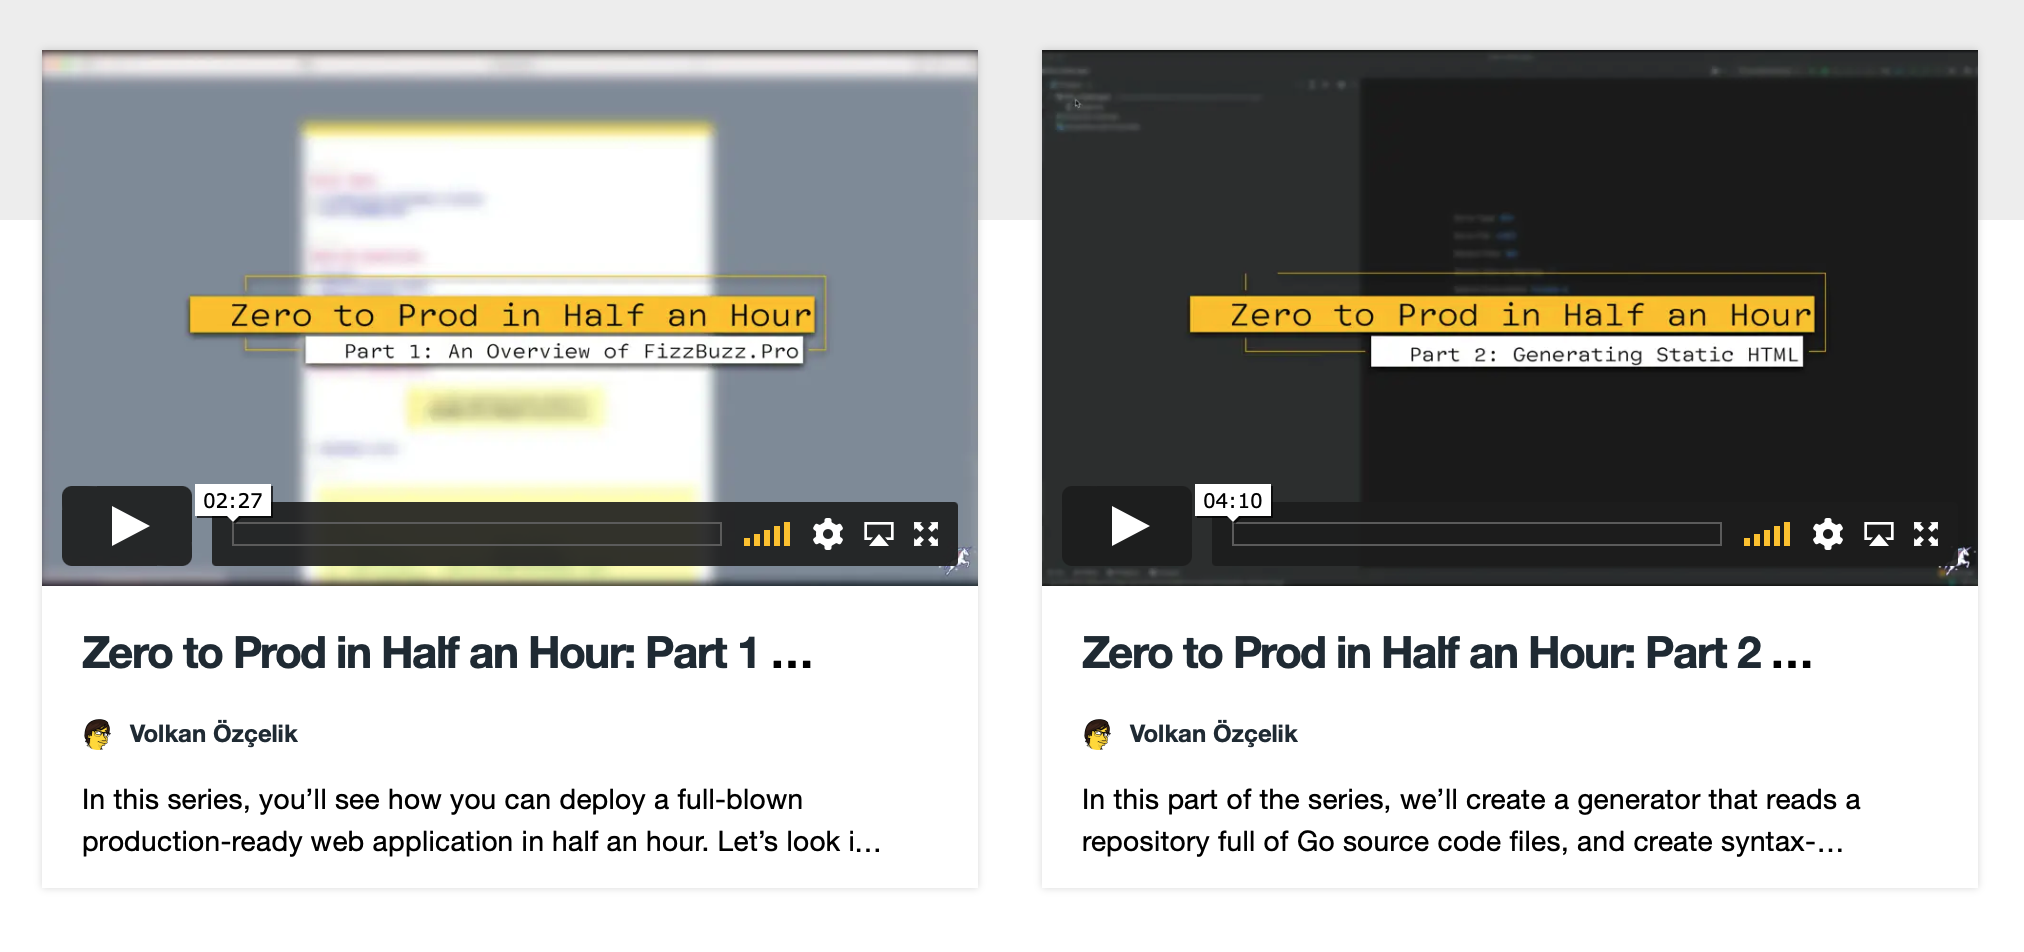 Zero to Prod in Half an Hour
Part 1: An Overview of FizzBuzz.Pro
02:27
Zero to Prod in Half an Hour: Part 1 ...
Volkan Özçelik
In this series, you’ll see how you can deploy a full-blown
production-ready web application in half an hour. Let’s look i...
Zero to Prod in Half an Hour
Part 2: Generating Static HTML
04:10
Zero to Prod in Half an Hour: Part 2 ...
Volkan Özçelik
In this part of the series, we’ll create a generator that reads a
repository full of Go source code files, and create syntax-...